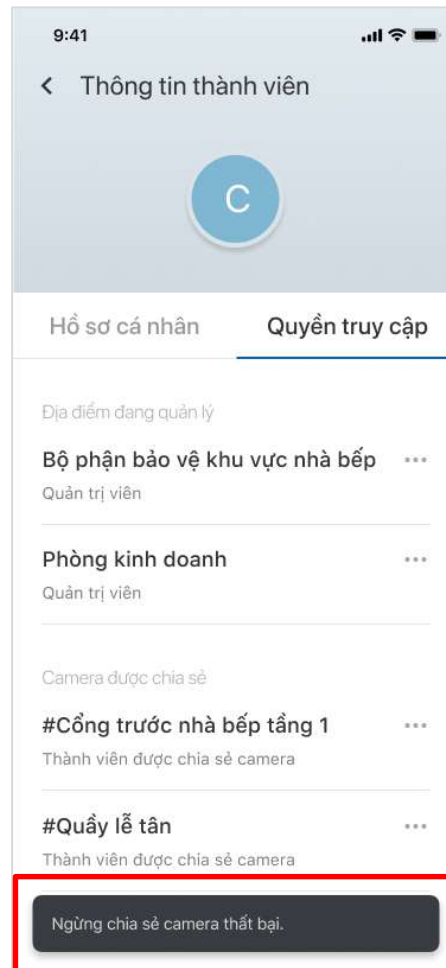 9:41
Thông tin thành viên
C
Hồ sơ cá nhân Quyền truy cập
Địa điểm đang quản lý
Bộ phận bảo vệ khu vực nhà bếp
Quản trị viên
Phòng kinh doanh
Quản trị viên
Camera được chia sẻ
#Cổng trước nhà bếp tầng 1
Thành viên được chia sẻ camera
#Quầy lễ tân
Thành viên được chia sẻ camera
Ngừng chia sẻ camera thất bại.